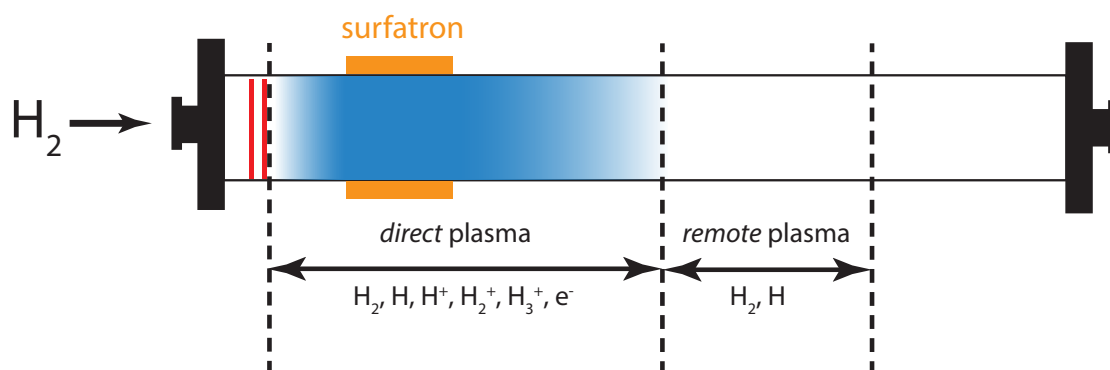 surfatron
H₂
direct plasma
remote plasma
H₂, H, H⁺, H₂⁺, H₃⁺, e⁻
H₂, H